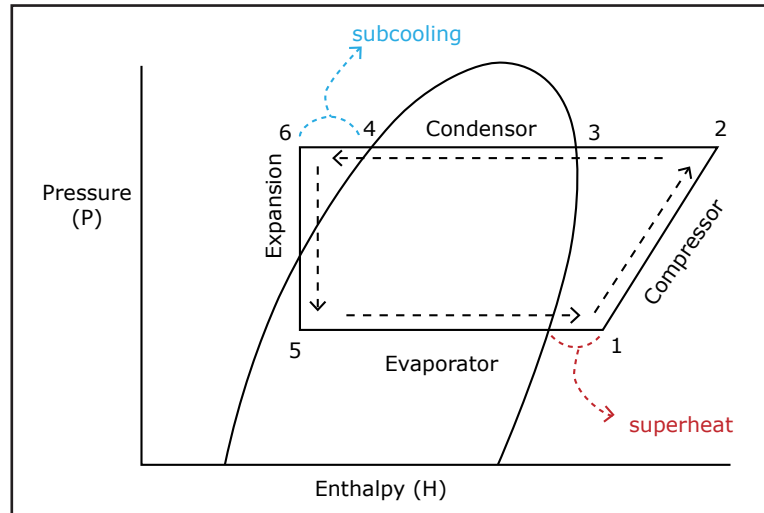 subcooling
6
4
Condensor
3
2
Expansion
Pressure
(P)
Compressor
5
Evaporator
1
superheat
Enthalpy (H)